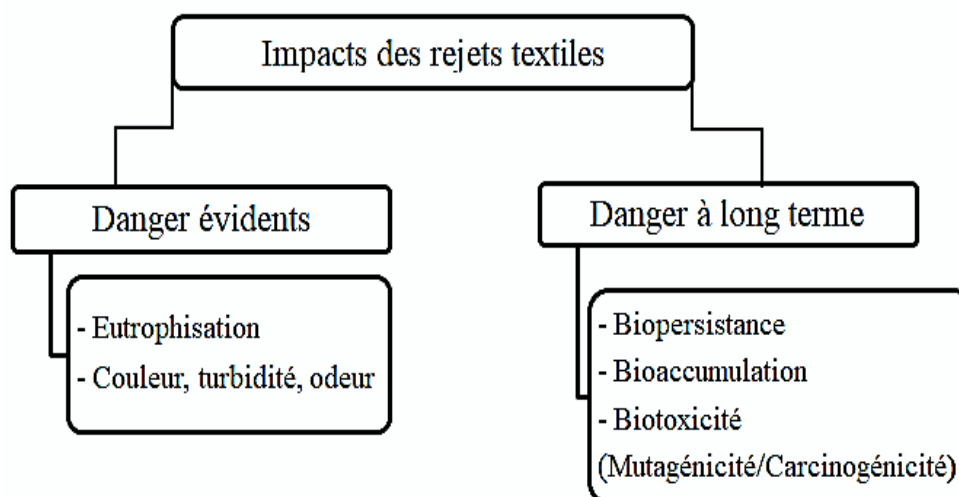 Impacts des rejets textiles
Danger évidents
- Eutrophisation
- Couleur, turbidité, odeur
Danger à long terme
- Biopersistance
- Bioaccumulation
- Biotoxicité
(Mutagénicité/Carcinogénicité)